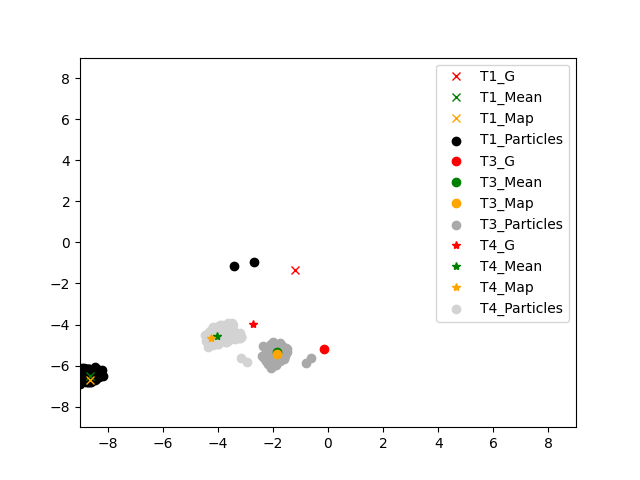 8
6
4
2
0
−2
−4
−6
−8
−8 −6 −4 −2 0 2 4 6 8
T1_G
T1_Mean
T1_Map
T1_Particles
T3_G
T3_Mean
T3_Map
T3_Particles
T4_G
T4_Mean
T4_Map
T4_Particles